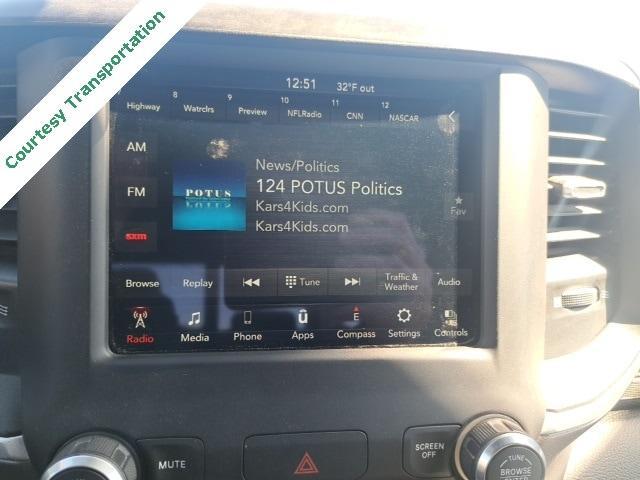 Courtesy Transportation
12:51 32°F out
Highway
8 Watrclrs
9 Preview
10 NFLRadio
11 CNN
12 NASCAR
AM
FM
sxm
POTUS
News/Politics
124 POTUS Politics
Kars4Kids.com
Kars4Kids.com
Fav
Browse Replay Tune Traffic & Weather Audio
A E
Radio Media Phone Apps Compass Settings Controls
MUTE
SCREEN OFF
TUNE
BROWSE
ENTER